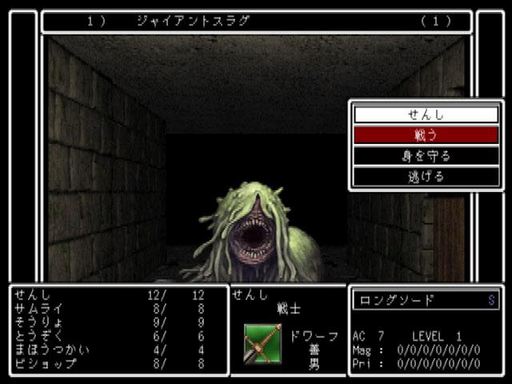 1) ジャイアントスラグ (1)
せんし
戦う
身を守る
逃げる
せんし 12/ 12
サムライ 8/ 8
そうりょ 9/ 9
とうぞく 6/ 6
まほうつかい 4/ 4
ビショップ 8/ 8
せんし
戦士
ドワーフ
善
男
ロングソード S
AC 7 LEVEL 1
Mag : 0/0/0/0/0/0/0
Pri : 0/0/0/0/0/0/0